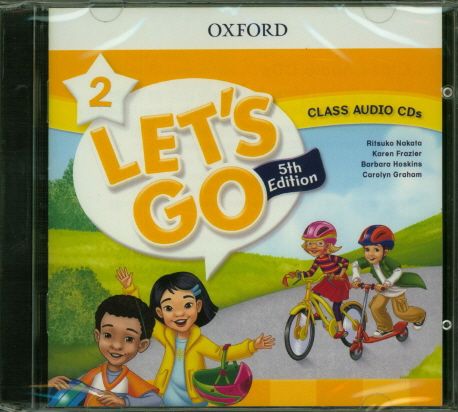 OXFORD
2
LET'S
GO
5th
Edition
CLASS AUDIO CDs
Ritsuko Nakata
Karen Frazier
Barbara Hoskins
Carolyn Graham